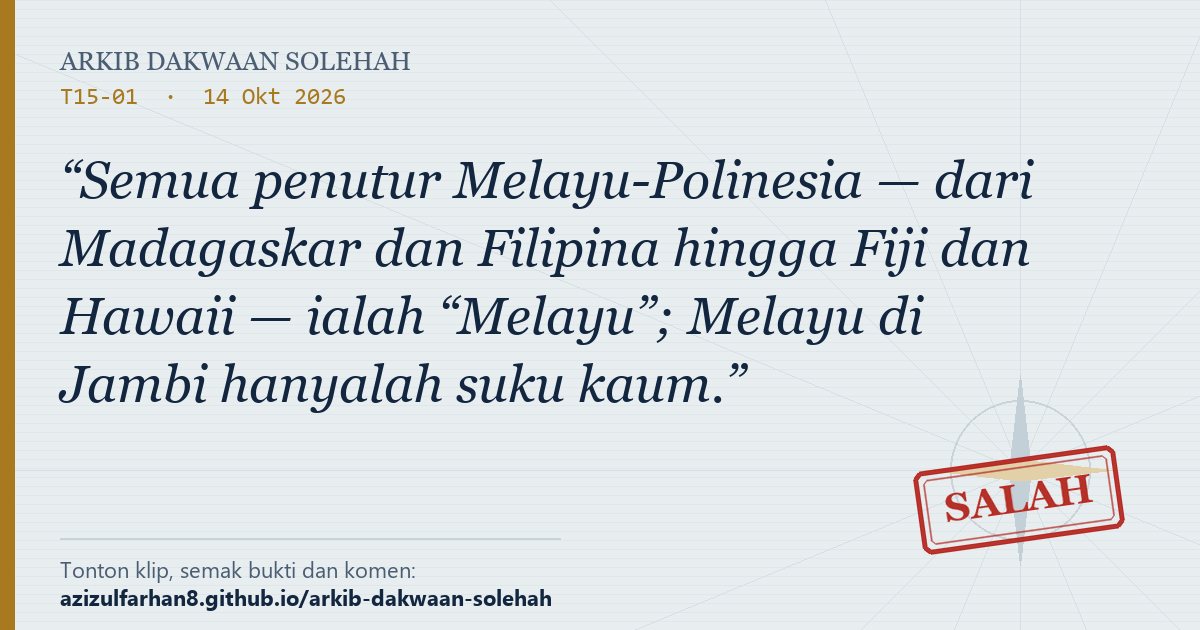 ARKIB DAKWAAN SOLEHAH
T15-01 · 14 Okt 2026
“Semua penutur Melayu-Polinesia — dari
Madagaskar dan Filipina hingga Fiji dan
Hawaii — ialah “Melayu”; Melayu di
Jambi hanyalah suku kaum.”
SALAH
Tonton klip, semak bukti dan komen:
azizulfarhan8.github.io/arkib-dakwaan-solehah